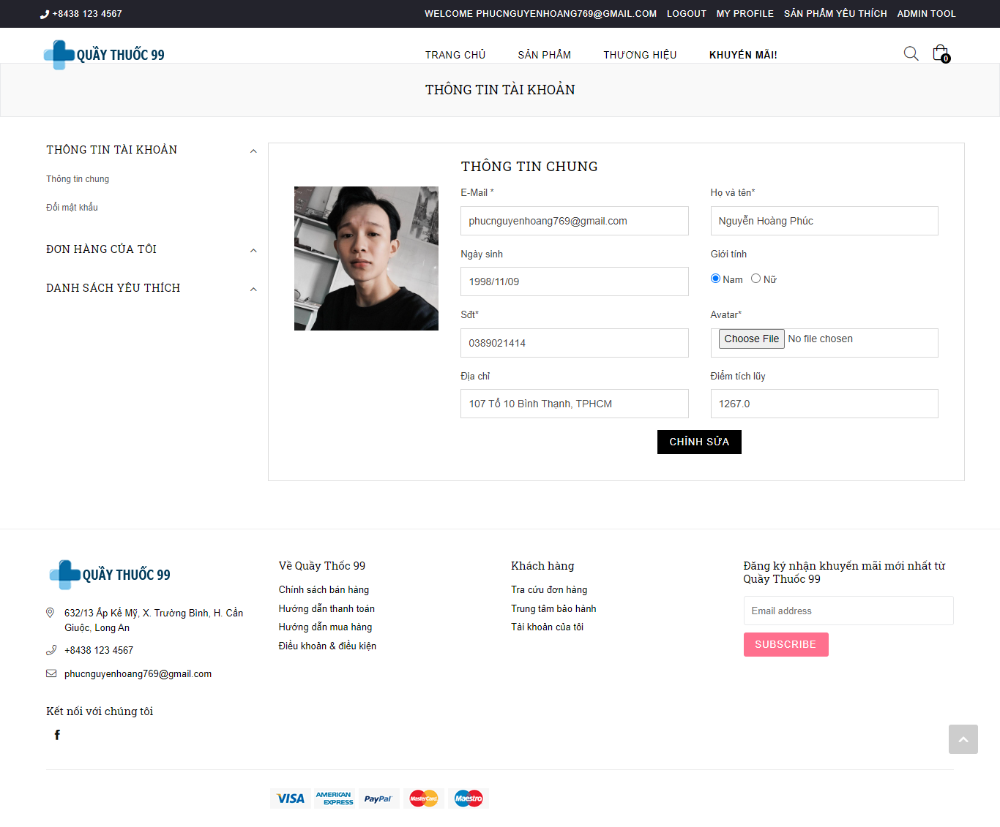 +8438 123 4567
WELCOME PHUCNGUYENHOANG769@GMAIL.COM LOGOUT MY PROFILE SẢN PHẨM YÊU THÍCH ADMIN TOOL
QUẦY THUỐC 99
TRANG CHỦ SẢN PHẨM THƯƠNG HIỆU KHUYẾN MÃI!
0
THÔNG TIN TÀI KHOẢN
THÔNG TIN TÀI KHOẢN
Thông tin chung
Đổi mật khẩu
ĐƠN HÀNG CỦA TÔI
DANH SÁCH YÊU THÍCH
THÔNG TIN CHUNG
E-Mail *
phucnguyenhoang769@gmail.com
Họ và tên*
Nguyễn Hoàng Phúc
Ngày sinh
1998/11/09
Giới tính
Nam Nữ
Sđt*
0389021414
Avatar*
Choose File No file chosen
Địa chỉ
107 Tổ 10 Bình Thạnh, TPHCM
Điểm tích lũy
1267.0
CHỈNH SỬA
QUẦY THUỐC 99
632/13 Ấp Kế Mỹ, X. Trường Bình, H. Cần
Giuộc, Long An
+8438 123 4567
phucnguyenhoang769@gmail.com
Kết nối với chúng tôi
Về Quầy Thốc 99
Chính sách bán hàng
Hướng dẫn thanh toán
Hướng dẫn mua hàng
Điều khoản & điều kiện
Khách hàng
Tra cứu đơn hàng
Trung tâm bảo hành
Tài khoản của tôi
Đăng ký nhận khuyến mãi mới nhất từ
Quầy Thuốc 99
Email address
SUBSCRIBE
VISA
AMERICAN
EXPRESS
PayPal
MasterCard
Maestro